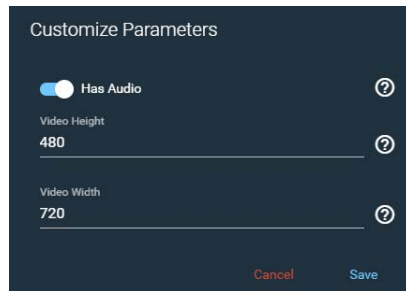 Customize Parameters
Has Audio
Video Height
480
Video Width
720
Cancel Save